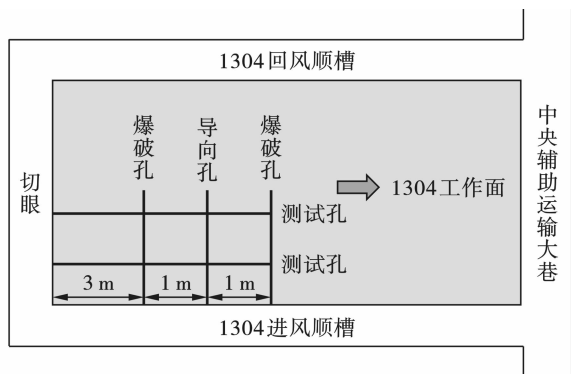 1304回风顺槽
爆破孔
导向孔
爆破孔
中央辅助运输大巷
切眼
1304工作面
测试孔
测试孔
3 m
1 m
1 m
1304进风顺槽